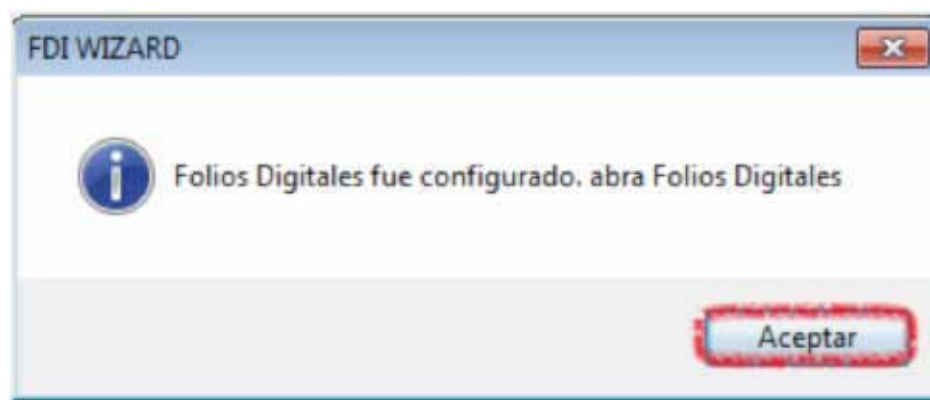 FDI WIZARD
Folios Digitales fue configurado. abra Folios Digitales
Aceptar